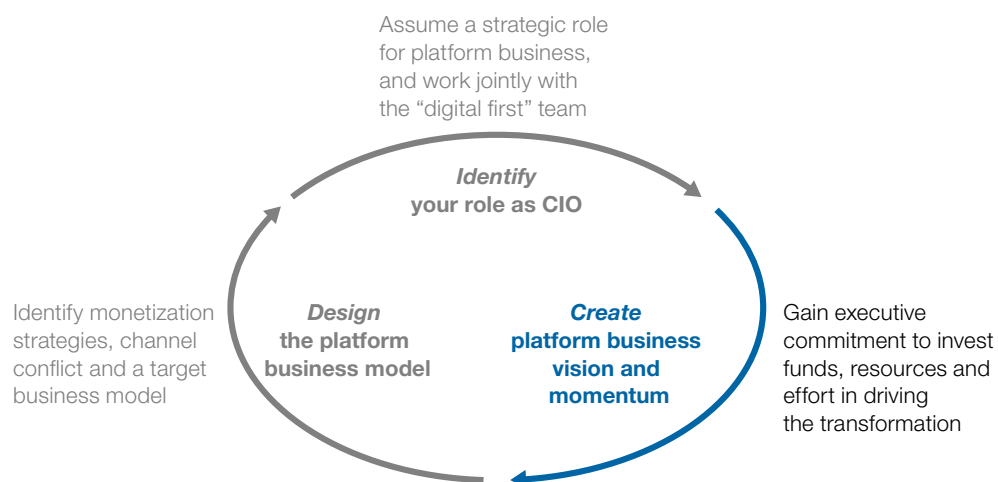 Assume a strategic role
for platform business,
and work jointly with
the “digital first” team
Identify
your role as CIO
Create
platform business
vision and
momentum
Gain executive
commitment to invest
funds, resources and
effort in driving
the transformation
Design
the platform
business model
Identify monetization
strategies, channel
conflict and a target
business model